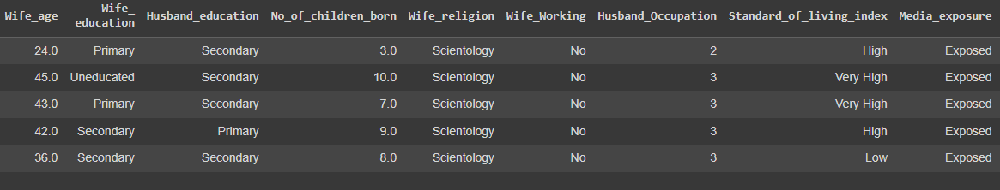 Wife_age Wife_ education Husband_education No_of_children_born Wife_religion Wife_Working Husband_Occupation Standard_of_living_index Media_exposure
24.0 Primary Secondary 3.0 Scientology No 2 High Exposed
45.0 Uneducated Secondary 10.0 Scientology No 3 Very High Exposed
43.0 Primary Secondary 7.0 Scientology No 3 Very High Exposed
42.0 Secondary Primary 9.0 Scientology No 3 High Exposed
36.0 Secondary Secondary 8.0 Scientology No 3 Low Exposed